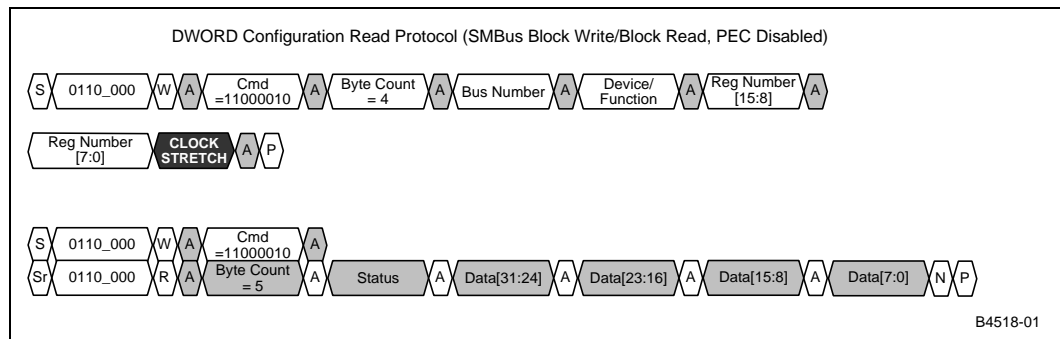 DWORD Configuration Read Protocol (SMBus Block Write/Block Read, PEC Disabled)
S 0110_000 W A Cmd =11000010 A Byte Count = 4 A Bus Number A Device/ Function A Reg Number [15:8] A
Reg Number [7:0] CLOCK STRETCH A P
S 0110_000 W A Cmd =11000010 A
Sr 0110_000 R A Byte Count = 5 A Status A Data[31:24] A Data[23:16] A Data[15:8] A Data[7:0] N P
B4518-01